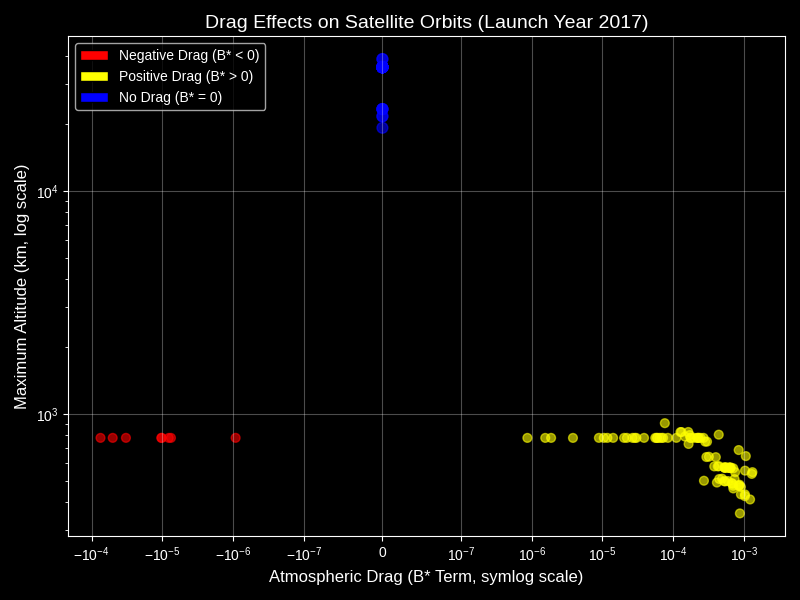 Drag Effects on Satellite Orbits (Launch Year 2017)
Negative Drag (B* < 0)
Positive Drag (B* > 0)
No Drag (B* = 0)
Maximum Altitude (km, log scale)
10⁴
10³
−10⁻⁴ −10⁻⁵ −10⁻⁶ −10⁻⁷ 0 10⁻⁷ 10⁻⁶ 10⁻⁵ 10⁻⁴ 10⁻³
Atmospheric Drag (B* Term, symlog scale)